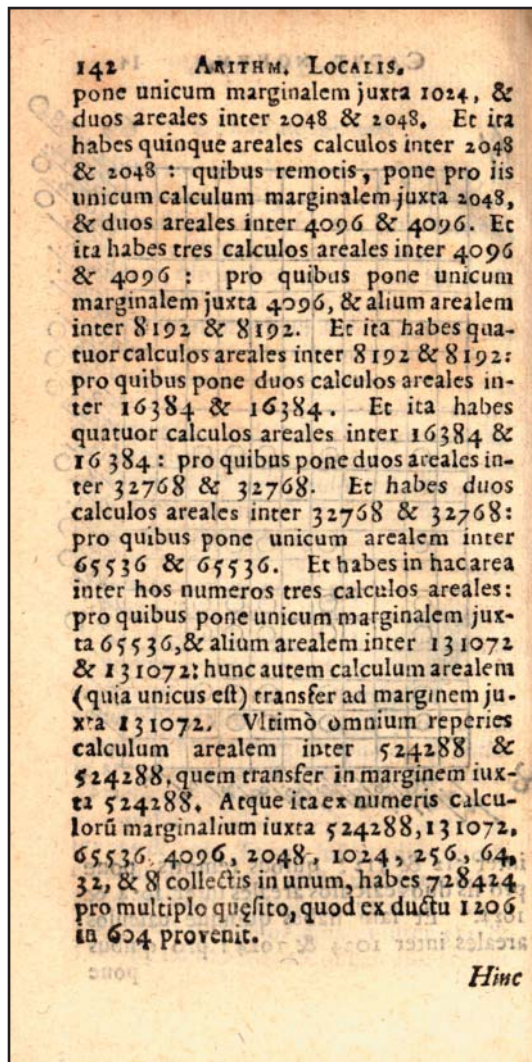 142 ARITHM. LOCALIS.
pone unicum marginalem juxta 1024, &
duos areales inter 2048 & 2048. Et ita
habes quinque areales calculos inter 2048
& 2048 : quibus remotis, pone pro iis
unicum calculum marginalem juxta 2048,
& duos areales inter 4096 & 4096. Et
ita habes tres calculos areales inter 4096
& 4096 : pro quibus pone unicum
marginalem juxta 4096, & alium arealem
inter 8192 & 8192. Et ita habes qua-
tuor calculos areales inter 8192 & 8192:
pro quibus pone duos calculos areales in-
ter 16384 & 16384. Et ita habes
quatuor calculos areales inter 16384 &
16 384 : pro quibus pone duos areales in-
ter 32768 & 32768. Et habes duos
calculos areales inter 32768 & 32768:
pro quibus pone unicum arealem inter
65536 & 65536. Et habes in hac area
inter hos numeros tres calculos areales:
pro quibus pone unicum marginalem jux-
ta 65536, & alium arealem inter 131072
& 131072: hunc autem calculum arealem
(quia unicus est) transfer ad marginem ju-
xta 131072. Vltimò omnium reperies
calculum arealem inter 524288 &
524288, quem transfer in marginem iux-
ta 524288. Atque ita ex numeris calcu-
lorũ marginalium iuxta 524288, 131072,
65536, 4096, 2048, 1024, 256, 64,
32, & 8 collectis in unum, habes 728424
pro multiplo quęsito, quod ex ductu 1206
in 604 provenit.
Hinc